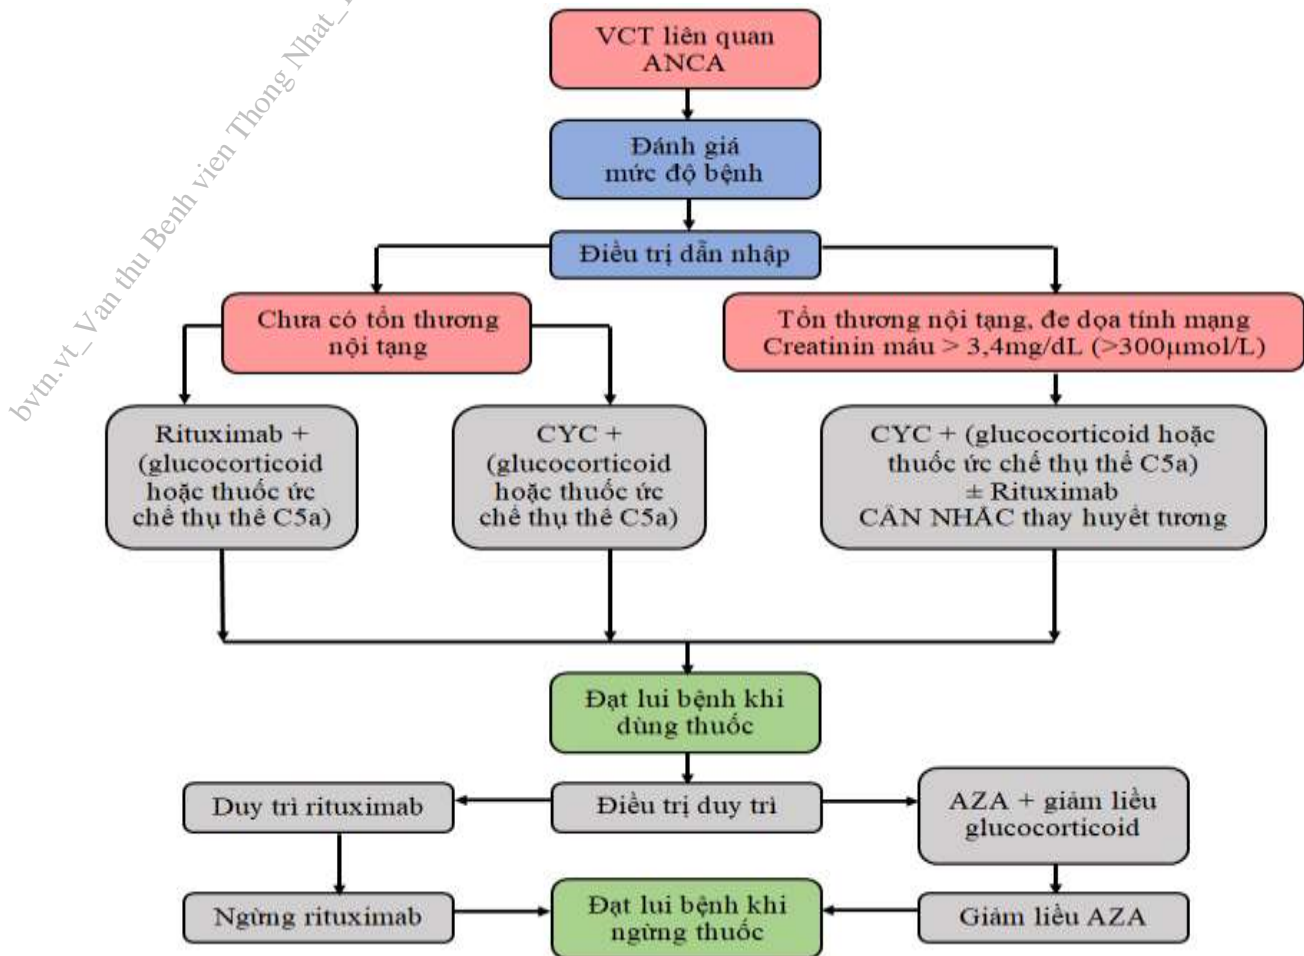 bvtn.vt_Van thu Benh vien Thong Nhat_
VCT liên quan
ANCA
Đánh giá
mức độ bệnh
Điều trị dẫn nhập
Chưa có tổn thương
nội tạng
Tổn thương nội tạng, đe dọa tính mạng
Creatinin máu > 3,4mg/dL (>300µmol/L)
Rituximab +
(glucocorticoid
hoặc thuốc ức
chế thụ thể C5a)
CYC +
(glucocorticoid
hoặc thuốc ức
chế thụ thể C5a)
CYC + (glucocorticoid hoặc
thuốc ức chế thụ thể C5a)
± Rituximab
CÂN NHẮC thay huyết tương
Đạt lui bệnh khi
dùng thuốc
Duy trì rituximab
Điều trị duy trì
AZA + giảm liều
glucocorticoid
Ngừng rituximab
Đạt lui bệnh khi
ngừng thuốc
Giảm liều AZA